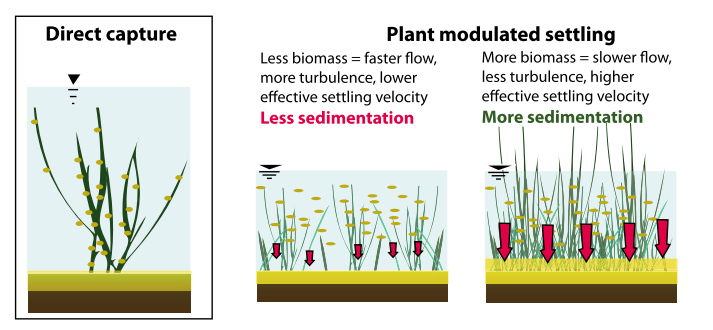 Direct capture
Plant modulated settling
Less biomass = faster flow,
more turbulence, lower
effective settling velocity
Less sedimentation
More biomass = slower flow,
less turbulence, higher
effective settling velocity
More sedimentation